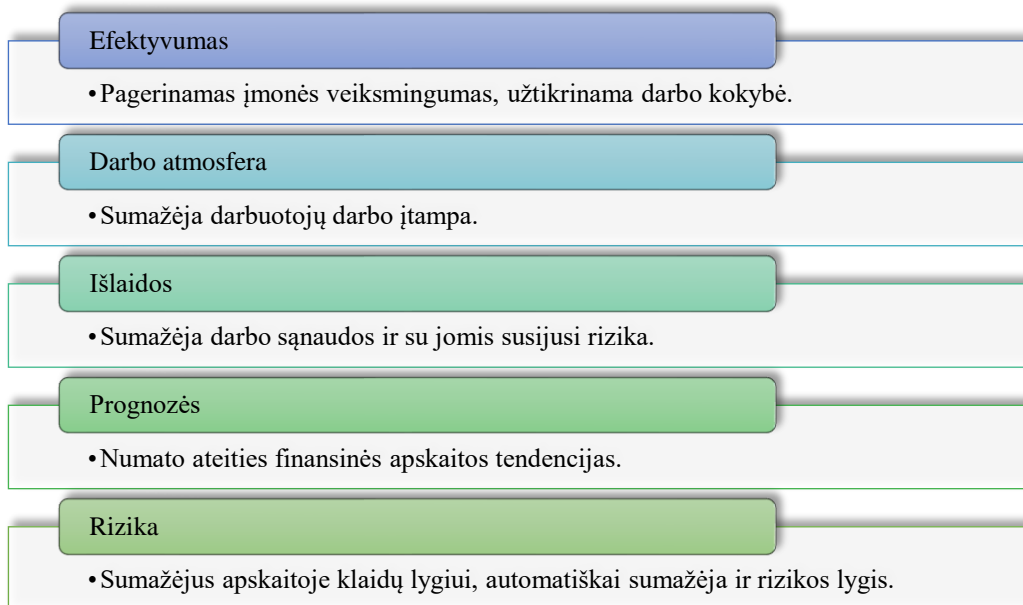 Efektyvumas
•Pagerinamas įmonės veiksmingumas, užtikrinama darbo kokybė.
Darbo atmosfera
•Sumažėja darbuotojų darbo įtampa.
Išlaidos
•Sumažėja darbo sąnaudos ir su jomis susijusi rizika.
Prognozės
•Numato ateities finansinės apskaitos tendencijas.
Rizika
•Sumažėjus apskaitoje klaidų lygiui, automatiškai sumažėja ir rizikos lygis.